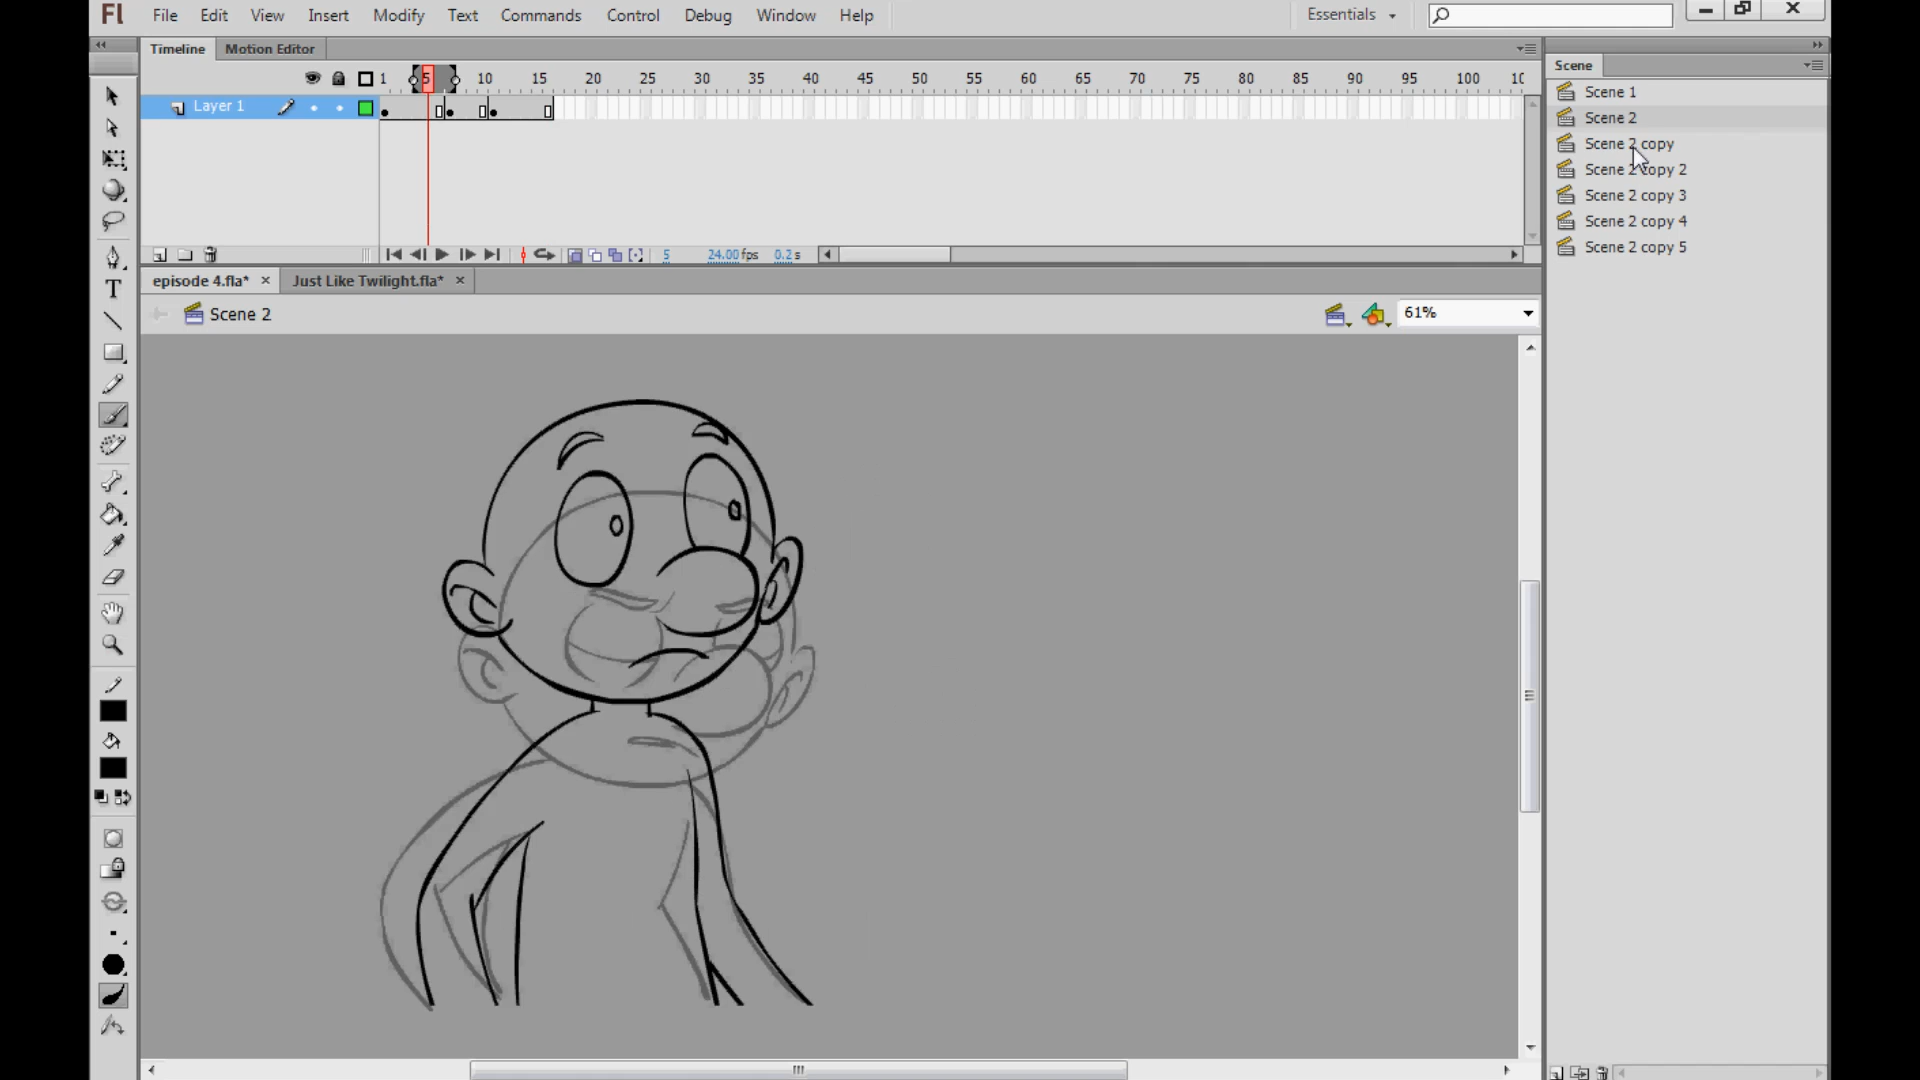 Fl File Edit View Insert Modify Text Commands Control Debug Window Help Essentials
Timeline Motion Editor
Scene
1 5 10 15 20 25 30 35 40 45 50 55 60 65 70 75 80 85 90 95 100 10
Layer 1
Scene 1
Scene 2
Scene 2 copy
Scene 2 copy 2
Scene 2 copy 3
Scene 2 copy 4
Scene 2 copy 5
5 24.00 fps 0.2 s
episode 4.fla* Just Like Twilight.fla*
Scene 2 61%